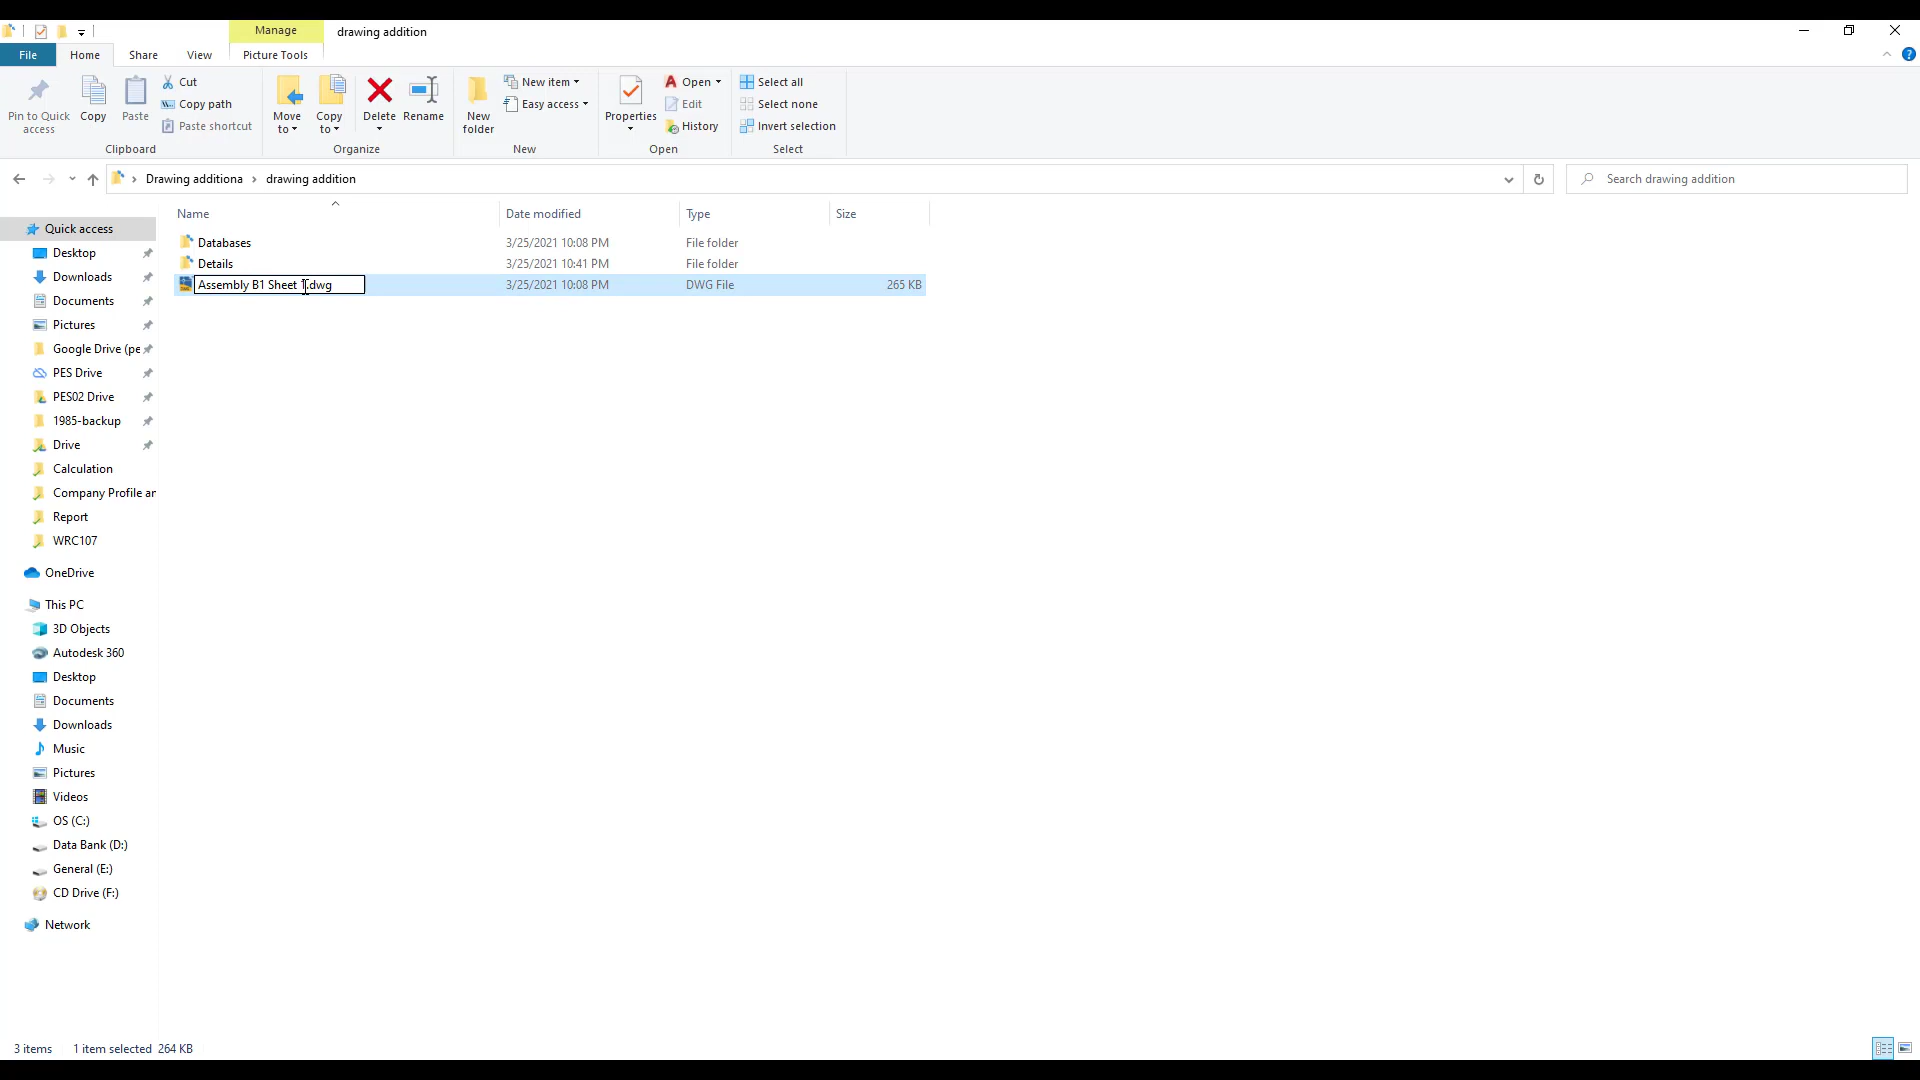 Manage
drawing addition
File
Home
Share
View
Picture Tools
Pin to Quick access
Copy
Paste
Cut
Copy path
Paste shortcut
Clipboard
Move to
Copy to
Delete
Rename
Organize
New folder
New item
Easy access
New
Properties
Open
Edit
History
Open
Select all
Select none
Invert selection
Select
Drawing additiona
drawing addition
Search drawing addition
Name
Date modified
Type
Size
Databases
3/25/2021 10:08 PM
File folder
Details
3/25/2021 10:41 PM
File folder
Assembly B1 Sheet 1.dwg
3/25/2021 10:08 PM
DWG File
265 KB
Quick access
Desktop
Downloads
Documents
Pictures
Google Drive (pe
PES Drive
PES02 Drive
1985-backup
Drive
Calculation
Company Profile ar
Report
WRC107
OneDrive
This PC
3D Objects
Autodesk 360
Desktop
Documents
Downloads
Music
Pictures
Videos
OS (C:)
Data Bank (D:)
General (E:)
CD Drive (F:)
Network
3 items
1 item selected 264 KB